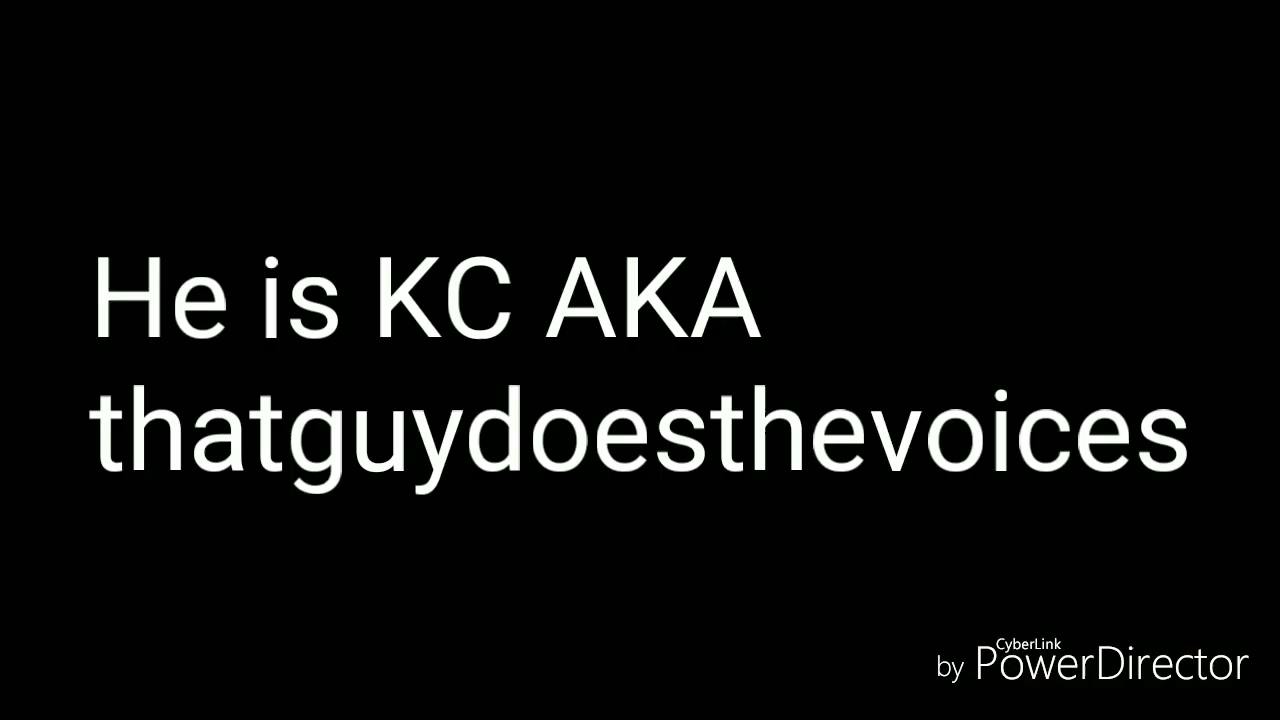 He is KC AKA
thatguydoesthevoices
CyberLink
by PowerDirector